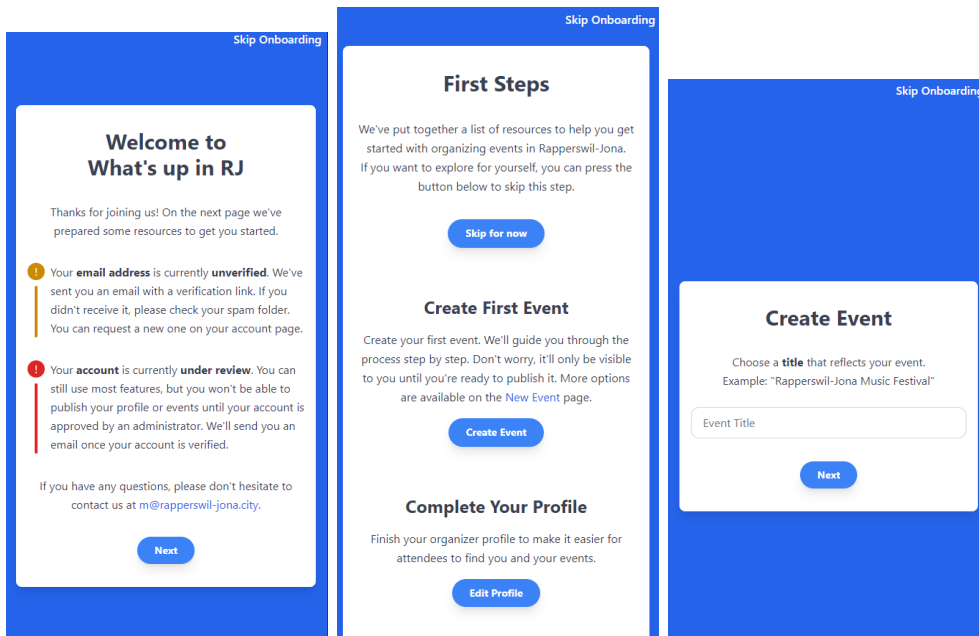 Skip Onboarding
Welcome to
What's up in RJ
Thanks for joining us! On the next page we've
prepared some resources to get you started.
! Your email address is currently unverified. We've
sent you an email with a verification link. If you
didn't receive it, please check your spam folder.
You can request a new one on your account page.
! Your account is currently under review. You can
still use most features, but you won't be able to
publish your profile or events until your account is
approved by an administrator. We'll send you an
email once your account is verified.
If you have any questions, please don't hesitate to
contact us at m@rapperswil-jona.city.
Next
Skip Onboarding
First Steps
We've put together a list of resources to help you get
started with organizing events in Rapperswil-Jona.
If you want to explore for yourself, you can press the
button below to skip this step.
Skip for now
Create First Event
Create your first event. We'll guide you through the
process step by step. Don't worry, it'll only be visible
to you until you're ready to publish it. More options
are available on the New Event page.
Create Event
Complete Your Profile
Finish your organizer profile to make it easier for
attendees to find you and your events.
Edit Profile
Skip Onboarding
Create Event
Choose a title that reflects your event.
Example: "Rapperswil-Jona Music Festival"
Event Title
Next